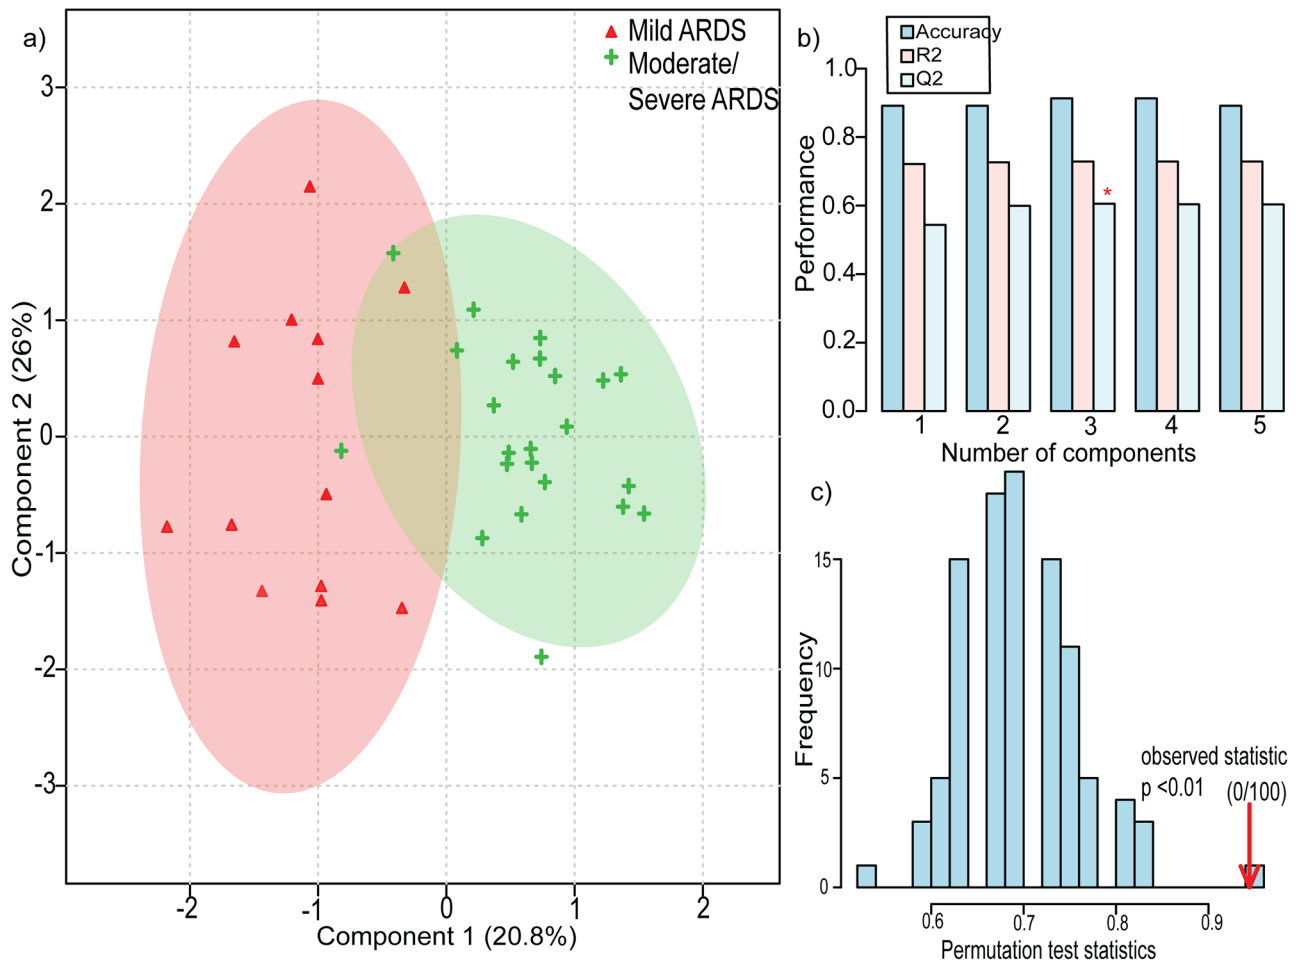 a)
Mild ARDS
Moderate/
Severe ARDS
3
2
1
0
-1
-2
-3
Component 2 (26%)
-2
-1
0
1
2
Component 1 (20.8%)
b)
Accuracy
R2
Q2
1.0
0.8
0.6
0.4
0.2
0.0
Performance
*
1
2
3
4
5
Number of components
c)
15
10
5
0
Frequency
observed statistic
p <0.01 (0/100)
0.6
0.7
0.8
0.9
Permutation test statistics